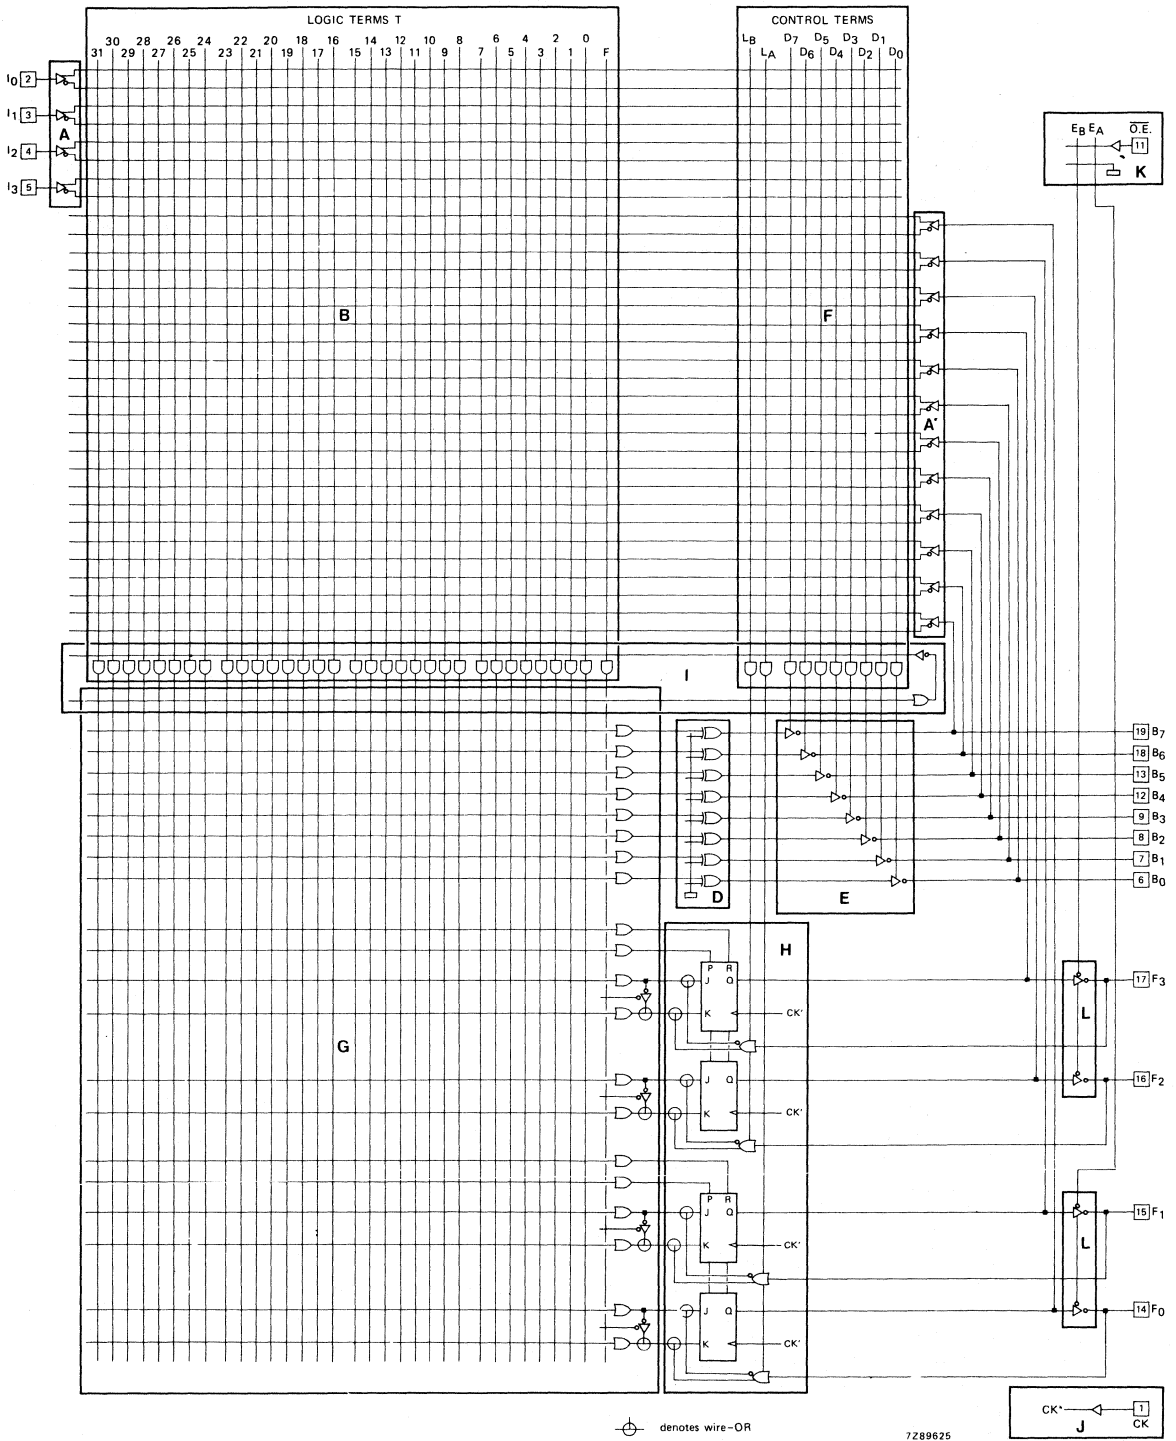 LOGIC TERMS T
30 28 26 24 22 20 18 16 14 12 10 8 6 4 2 0
31 29 27 25 23 21 19 17 15 13 11 9 7 5 3 1 F
CONTROL TERMS
LB D7 D5 D3 D1
LA D6 D4 D2 D0
I0 2
I1 3
A
I2 4
I3 5
EB EA O.E.
11
K
B
F
A'
I
19 B7
18 B6
13 B5
12 B4
9 B3
8 B2
7 B1
6 B0
D
E
H
P R
J Q
K CK'
17 F3
L
G
J Q
K CK'
16 F2
P R
J Q
K CK'
15 F1
L
J Q
K CK'
14 F0
CK' 1
J CK
denotes wire-OR
7Z89625